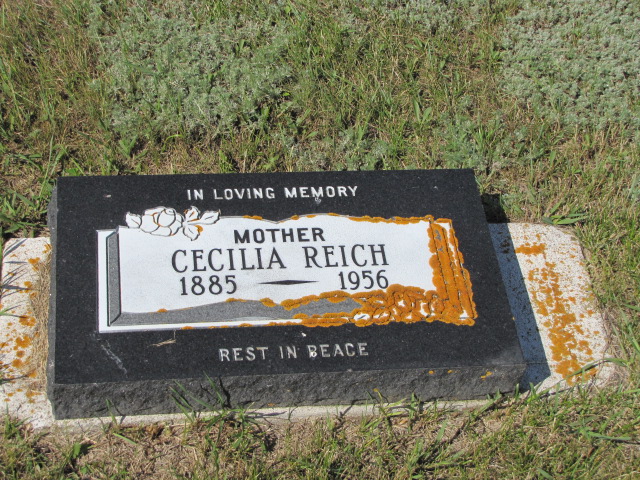 IN LOVING MEMORY
MOTHER
CECILIA REICH
1885 — 1956
REST IN PEACE